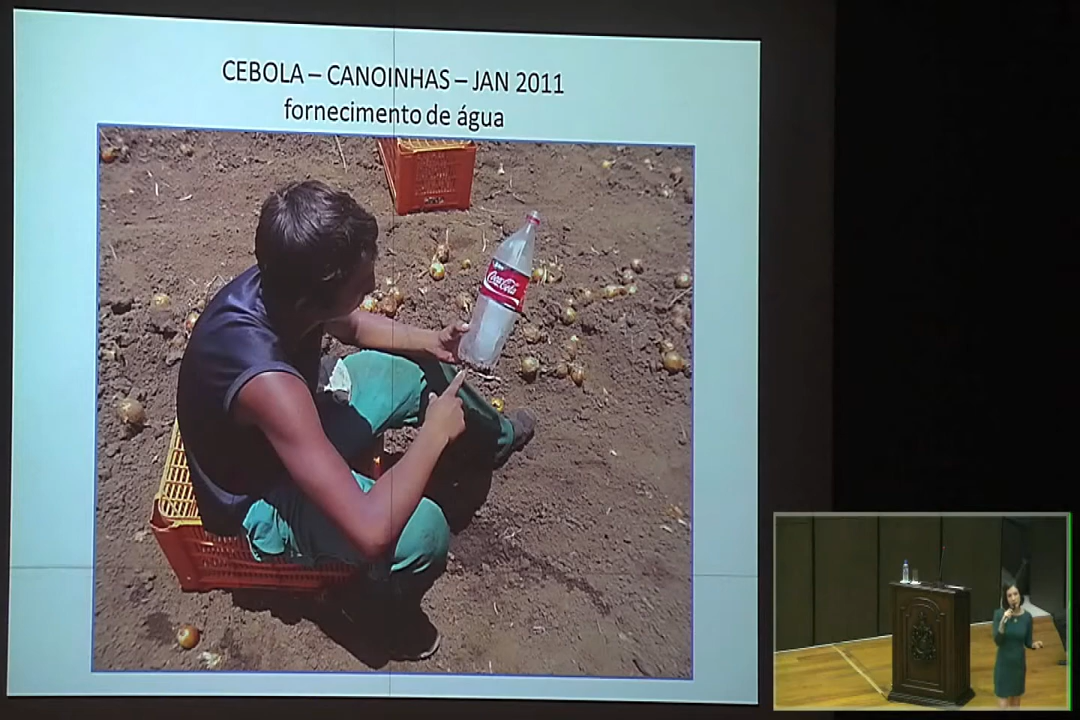 CEBOLA – CANOINHAS – JAN 2011
fornecimento de água
Coca-Cola